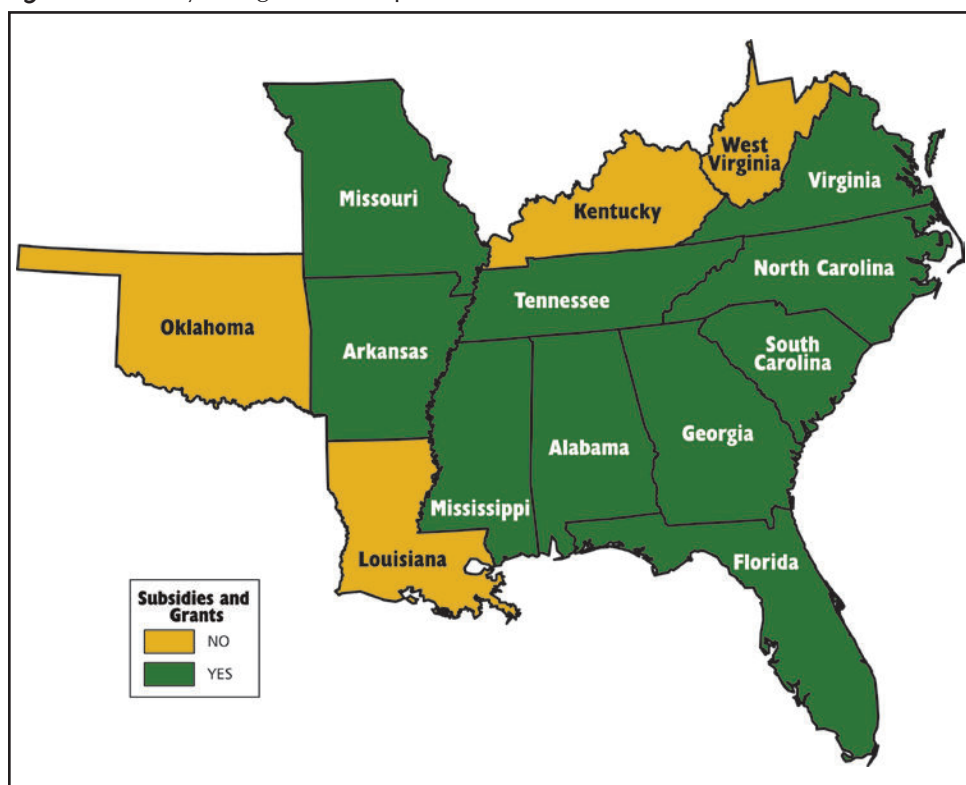 West
Virginia
Missouri
Virginia
Kentucky
North Carolina
Tennessee
Oklahoma
South
Carolina
Arkansas
Georgia
Alabama
Mississippi
Louisiana
Florida
Subsidies and
Grants
NO
YES